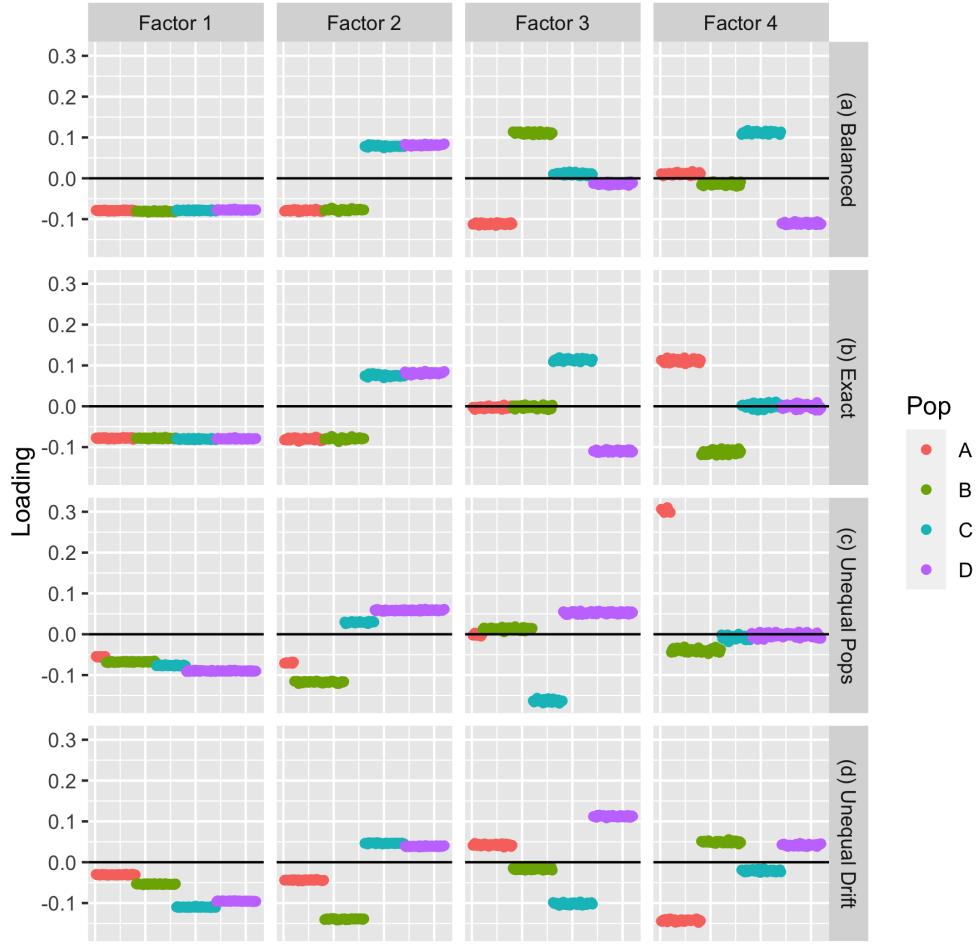 Factor 1
Factor 2
Factor 3
Factor 4
0.3
0.2
0.1
0.0
-0.1
(a) Balanced
0.3
0.2
0.1
0.0
-0.1
(b) Exact
0.3
0.2
0.1
0.0
-0.1
(c) Unequal Pops
0.3
0.2
0.1
0.0
-0.1
(d) Unequal Drift
Loading
Pop
A
B
C
D